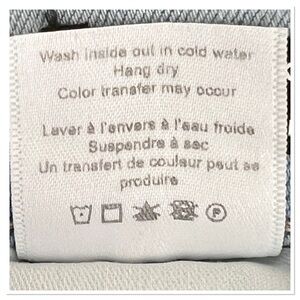 Wash inside out in cold water
Hang dry
Color transfer may occur
Laver à l'envers à l'eau froide
Suspendre à sec
Un transfert de couleur peut se
produire
P